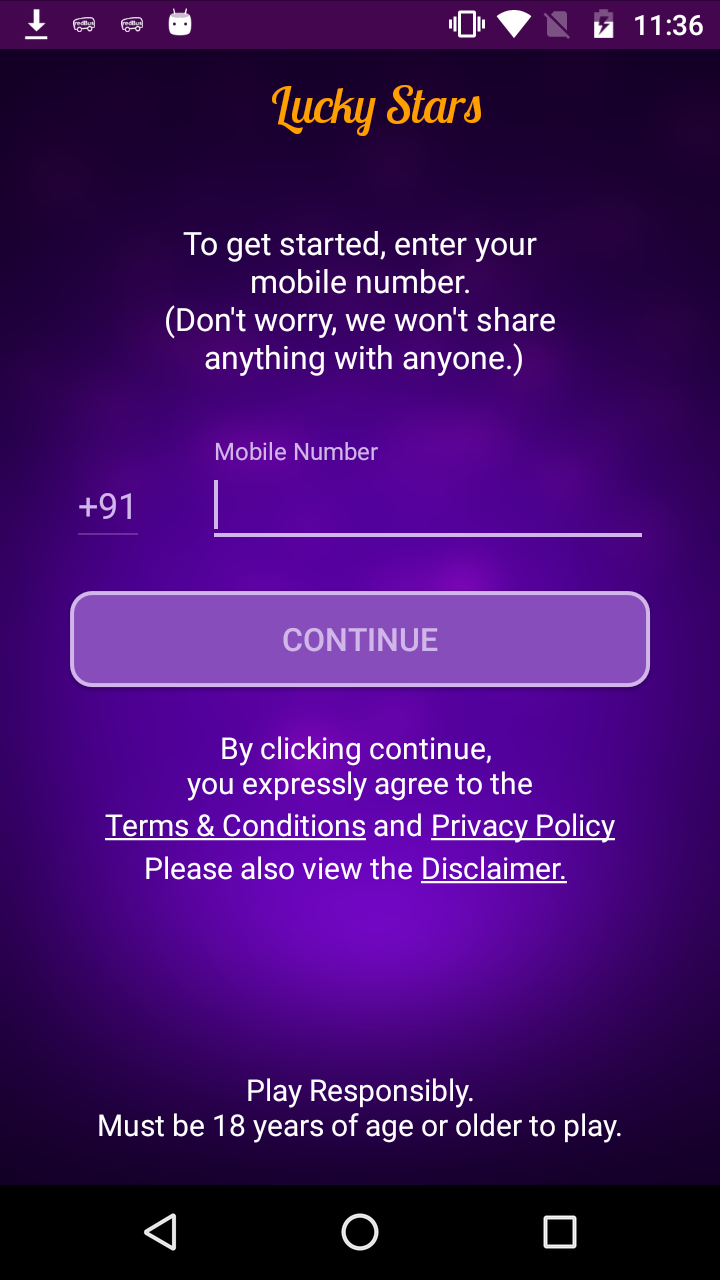 11:36
Lucky Stars
To get started, enter your
mobile number.
(Don't worry, we won't share
anything with anyone.)
Mobile Number
+91
CONTINUE
By clicking continue,
you expressly agree to the
Terms & Conditions and Privacy Policy
Please also view the Disclaimer.
Play Responsibly.
Must be 18 years of age or older to play.